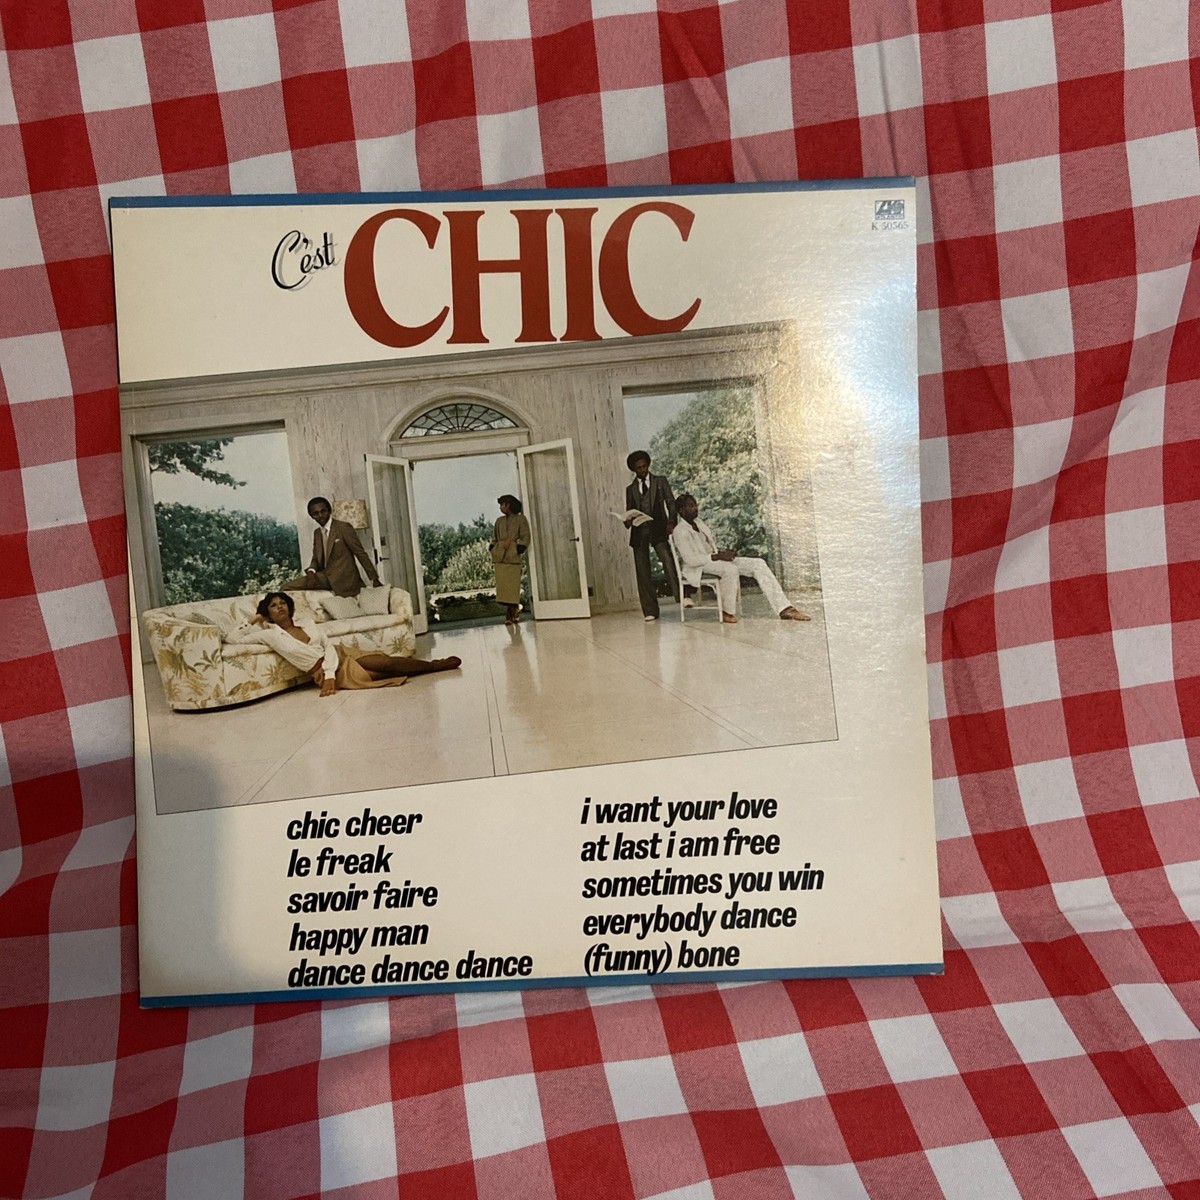 C'est CHIC
K 50565
chic cheer
le freak
savoir faire
happy man
dance dance dance
i want your love
at last i am free
sometimes you win
everybody dance
(funny) bone